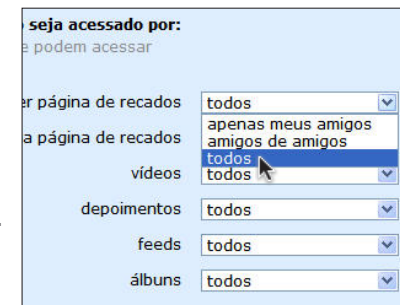 seja acessado por:
podem acessar
página de recados todos
apenas meus amigos
a página de recados amigos de amigos
todos
vídeos todos
depoimentos todos
feeds todos
álbuns todos